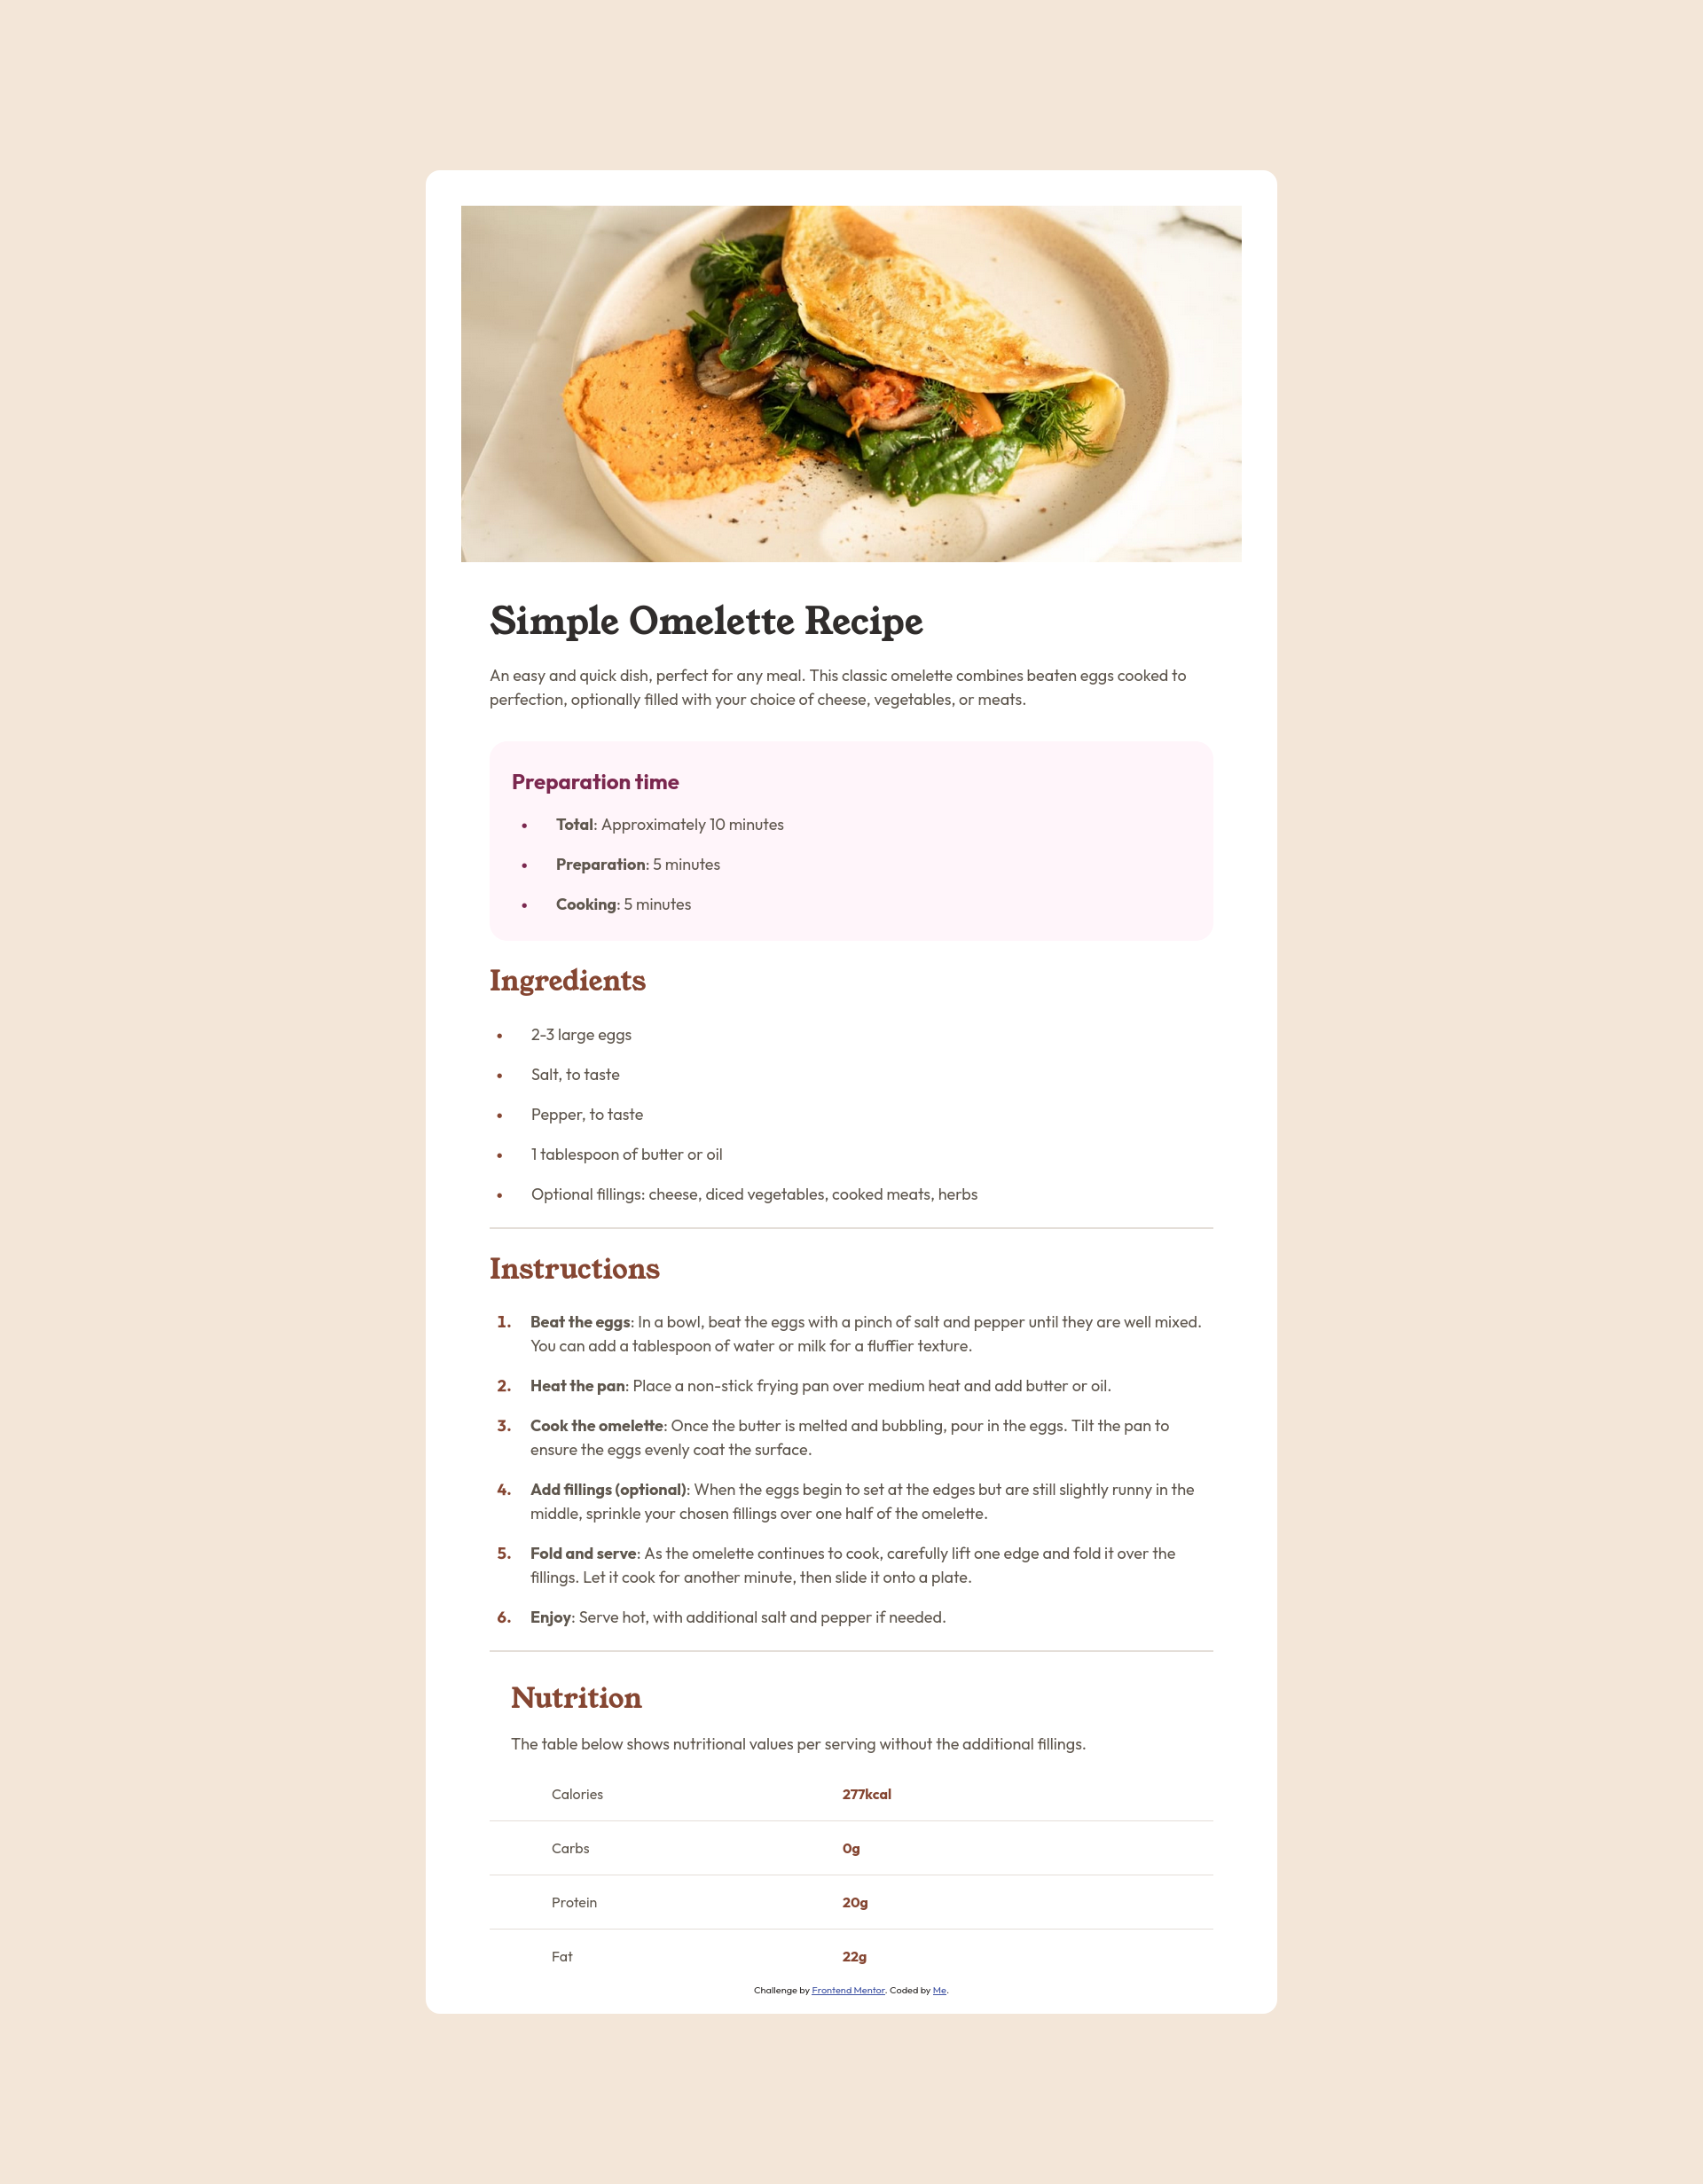 Simple Omelette Recipe
An easy and quick dish, perfect for any meal. This classic omelette combines beaten eggs cooked to
perfection, optionally filled with your choice of cheese, vegetables, or meats.
Preparation time
• Total: Approximately 10 minutes
• Preparation: 5 minutes
• Cooking: 5 minutes
Ingredients
• 2-3 large eggs
• Salt, to taste
• Pepper, to taste
• 1 tablespoon of butter or oil
• Optional fillings: cheese, diced vegetables, cooked meats, herbs
Instructions
1. Beat the eggs: In a bowl, beat the eggs with a pinch of salt and pepper until they are well mixed.
You can add a tablespoon of water or milk for a fluffier texture.
2. Heat the pan: Place a non-stick frying pan over medium heat and add butter or oil.
3. Cook the omelette: Once the butter is melted and bubbling, pour in the eggs. Tilt the pan to
ensure the eggs evenly coat the surface.
4. Add fillings (optional): When the eggs begin to set at the edges but are still slightly runny in the
middle, sprinkle your chosen fillings over one half of the omelette.
5. Fold and serve: As the omelette continues to cook, carefully lift one edge and fold it over the
fillings. Let it cook for another minute, then slide it onto a plate.
6. Enjoy: Serve hot, with additional salt and pepper if needed.
Nutrition
The table below shows nutritional values per serving without the additional fillings.
Calories 277kcal
Carbs 0g
Protein 20g
Fat 22g
Challenge by Frontend Mentor. Coded by Me.